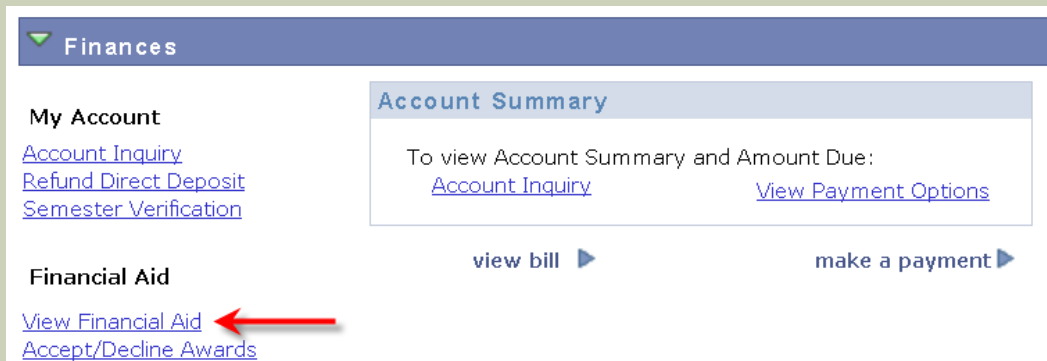 Finances
My Account
Account Inquiry
Refund Direct Deposit
Semester Verification
Financial Aid
View Financial Aid
Accept/Decline Awards
Account Summary
To view Account Summary and Amount Due:
Account Inquiry View Payment Options
view bill make a payment